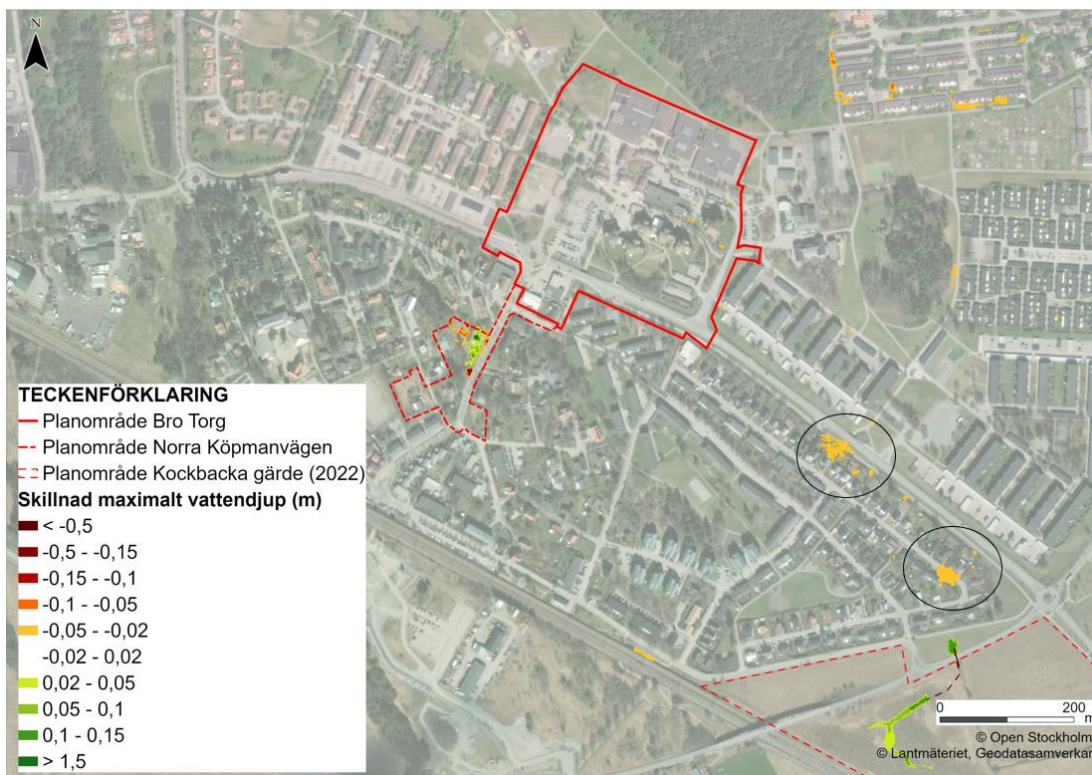 N
TECKENFÖRKLARING
Planområde Bro Torg
Planområde Norra Köpmanvägen
Planområde Kockbacka gärde (2022)
Skillnad maximalt vattendjup (m)
< -0,5
-0,5 - -0,15
-0,15 - -0,1
-0,1 - -0,05
-0,05 - -0,02
-0,02 - 0,02
0,02 - 0,05
0,05 - 0,1
0,1 - 0,15
> 1,5
0 200
m
© Open Stockholm
© Lantmäteriet, Geodatasamverkan